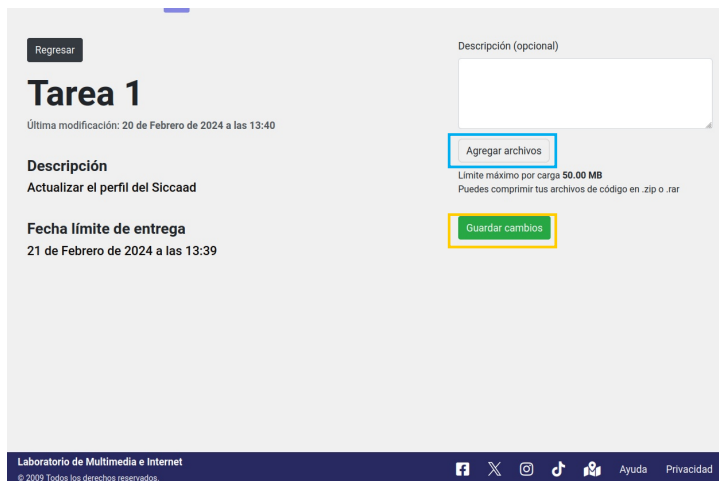 Regresar
Tarea 1
Última modificación: 20 de Febrero de 2024 a las 13:40
Descripción
Actualizar el perfil del Siccaad
Fecha límite de entrega
21 de Febrero de 2024 a las 13:39
Descripción (opcional)
Agregar archivos
Límite máximo por carga 50.00 MB
Puedes comprimir tus archivos de código en .zip o .rar
Guardar cambios
Laboratorio de Multimedia e Internet
© 2009 Todos los derechos reservados.
Ayuda Privacidad